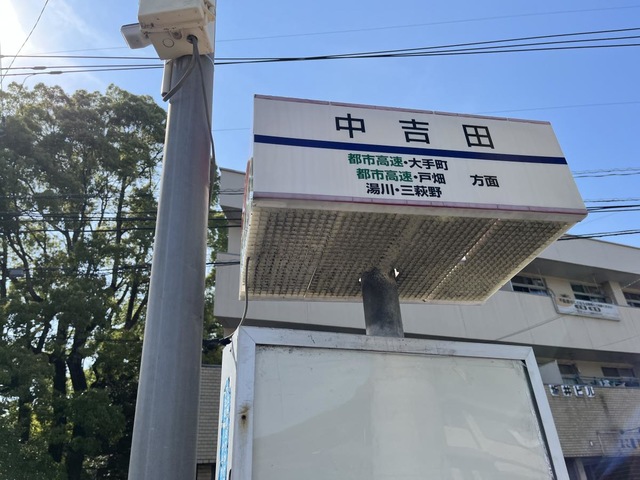 中吉田
都市高速・大手町
都市高速・戸畑 方面
湯川・三萩野